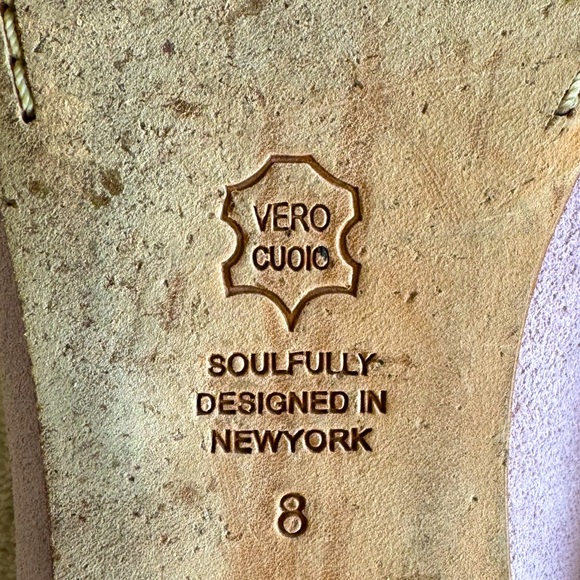 VERO
CUOIO
SOULFULLY
DESIGNED IN
NEWYORK
8